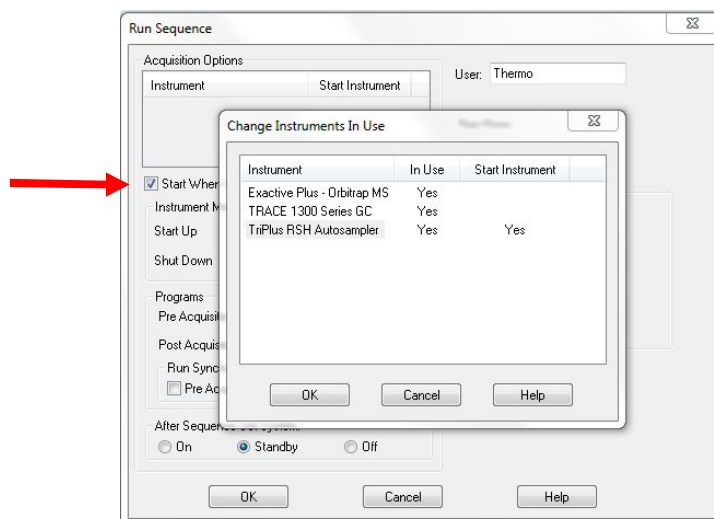 Run Sequence
Acquisition Options
Instrument Start Instrument
User: Thermo
Change Instruments In Use
Instrument In Use Start Instrument
Exactive Plus - Orbitrap MS Yes
TRACE 1300 Series GC Yes
TriPlus RSH Autosampler Yes Yes
Start When
Instrument M
Start Up
Shut Down
Programs
Pre Acquisit
Post Acquis
Run Sync
Pre Ac
OK Cancel Help
After Sequence
On Standby Off
OK Cancel Help